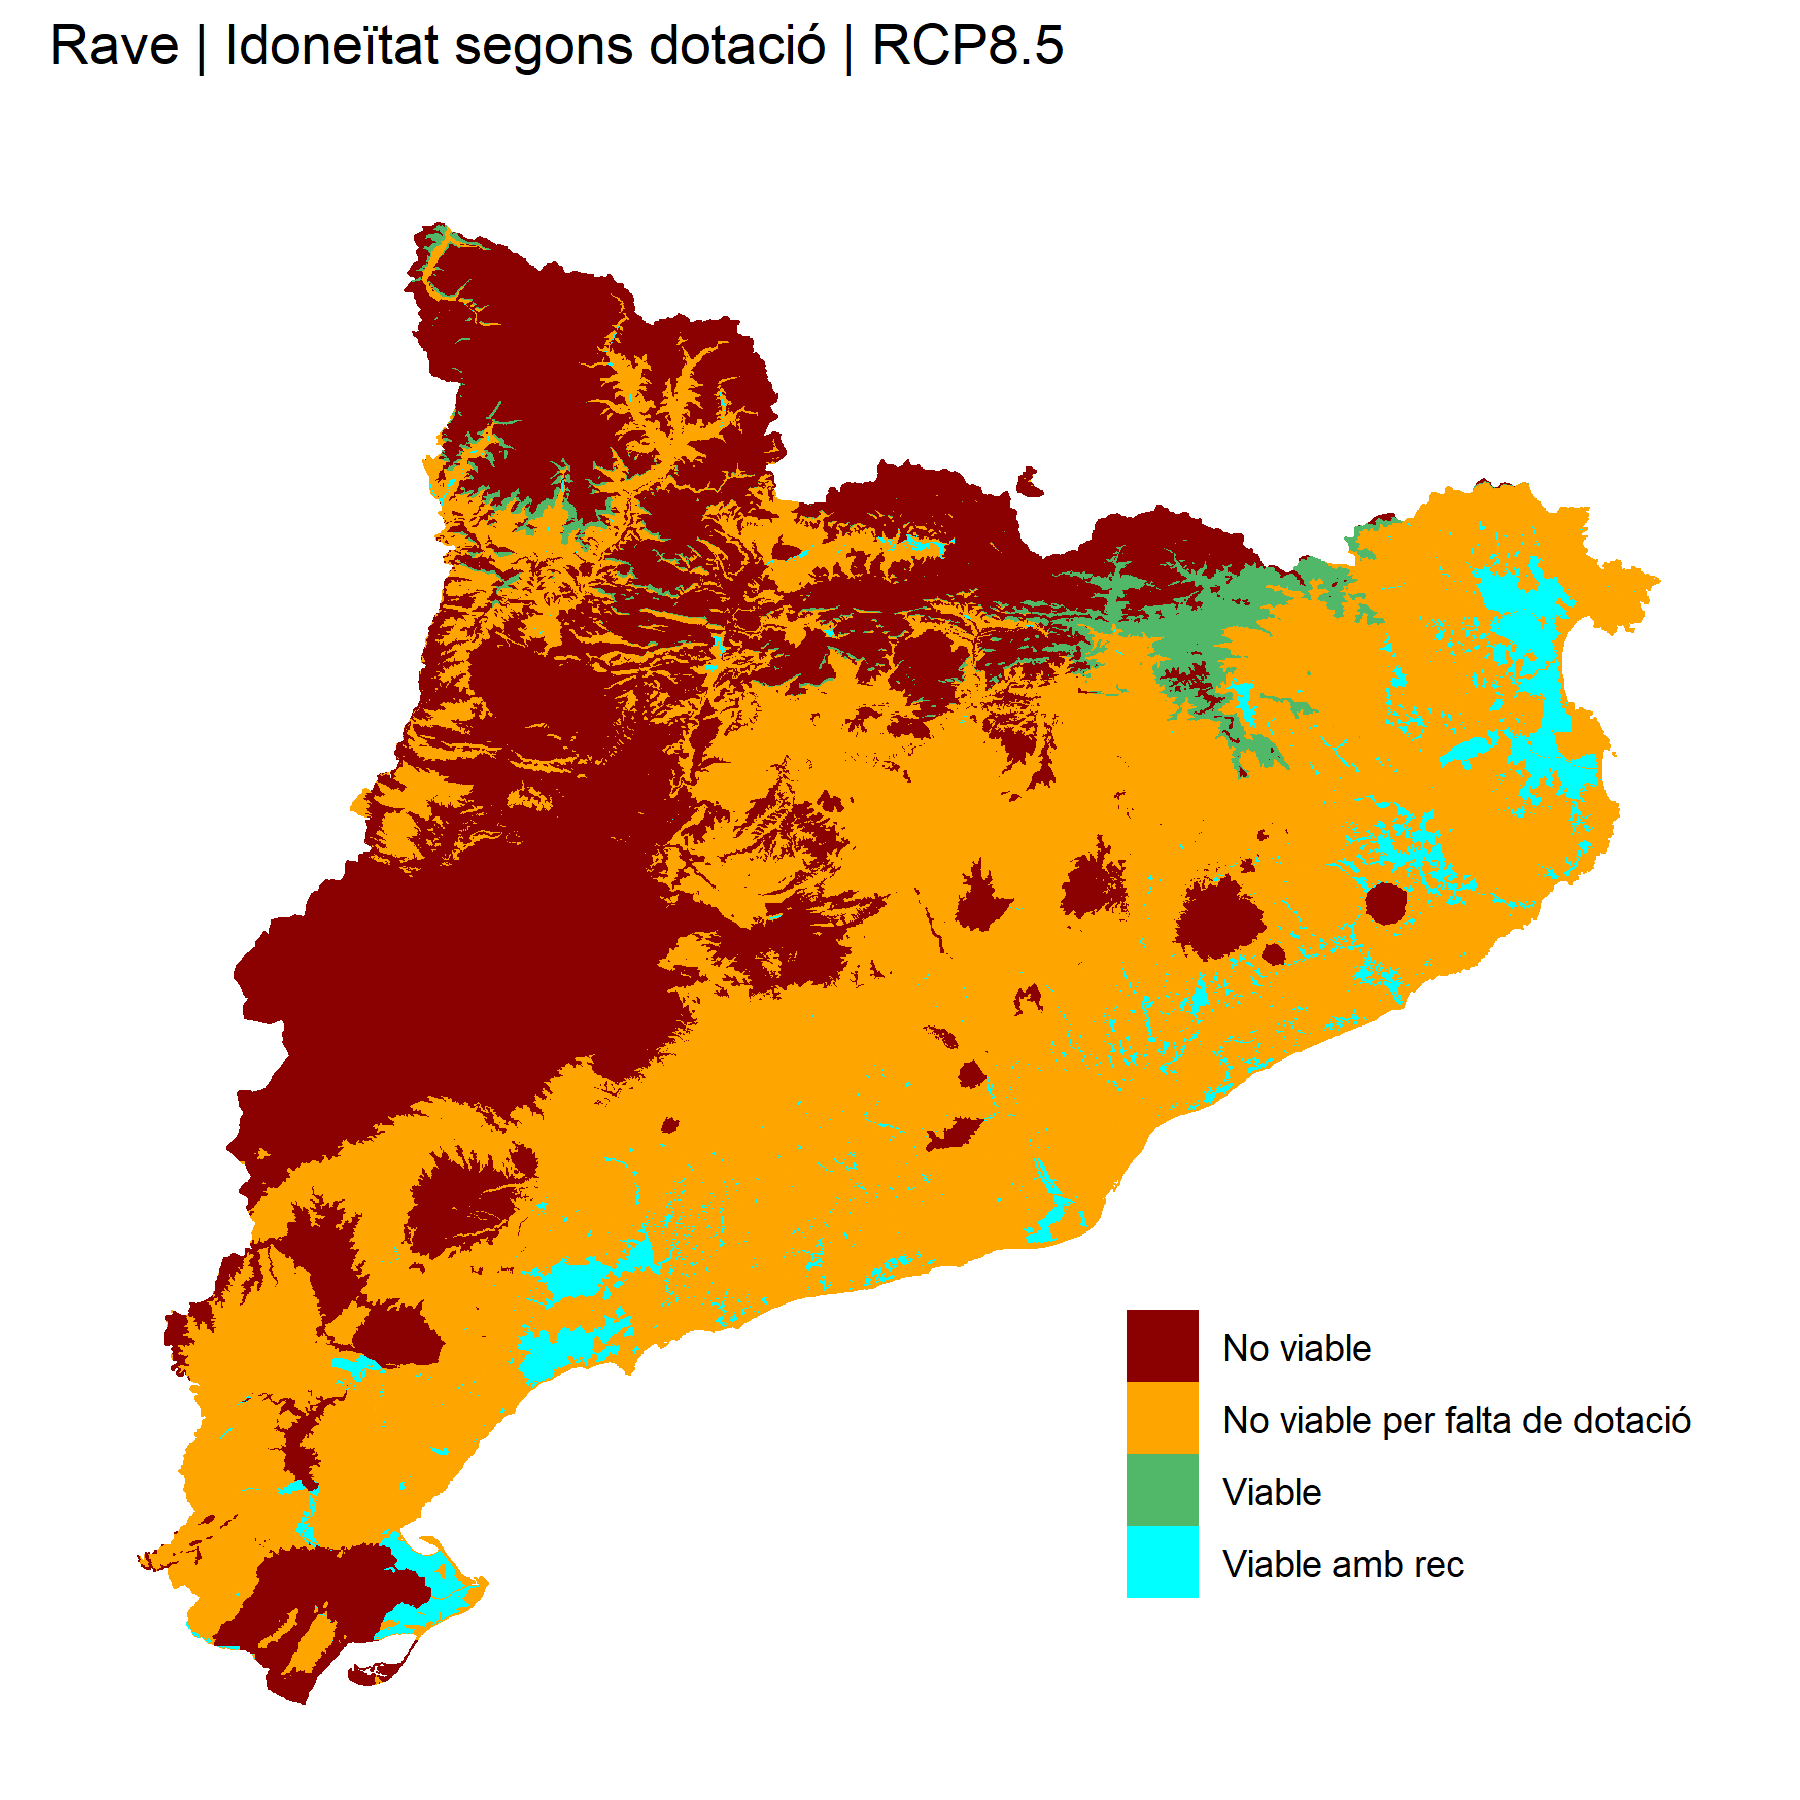 Rave | Idoneïtat segons dotació | RCP8.5
No viable
No viable per falta de dotació
Viable
Viable amb rec